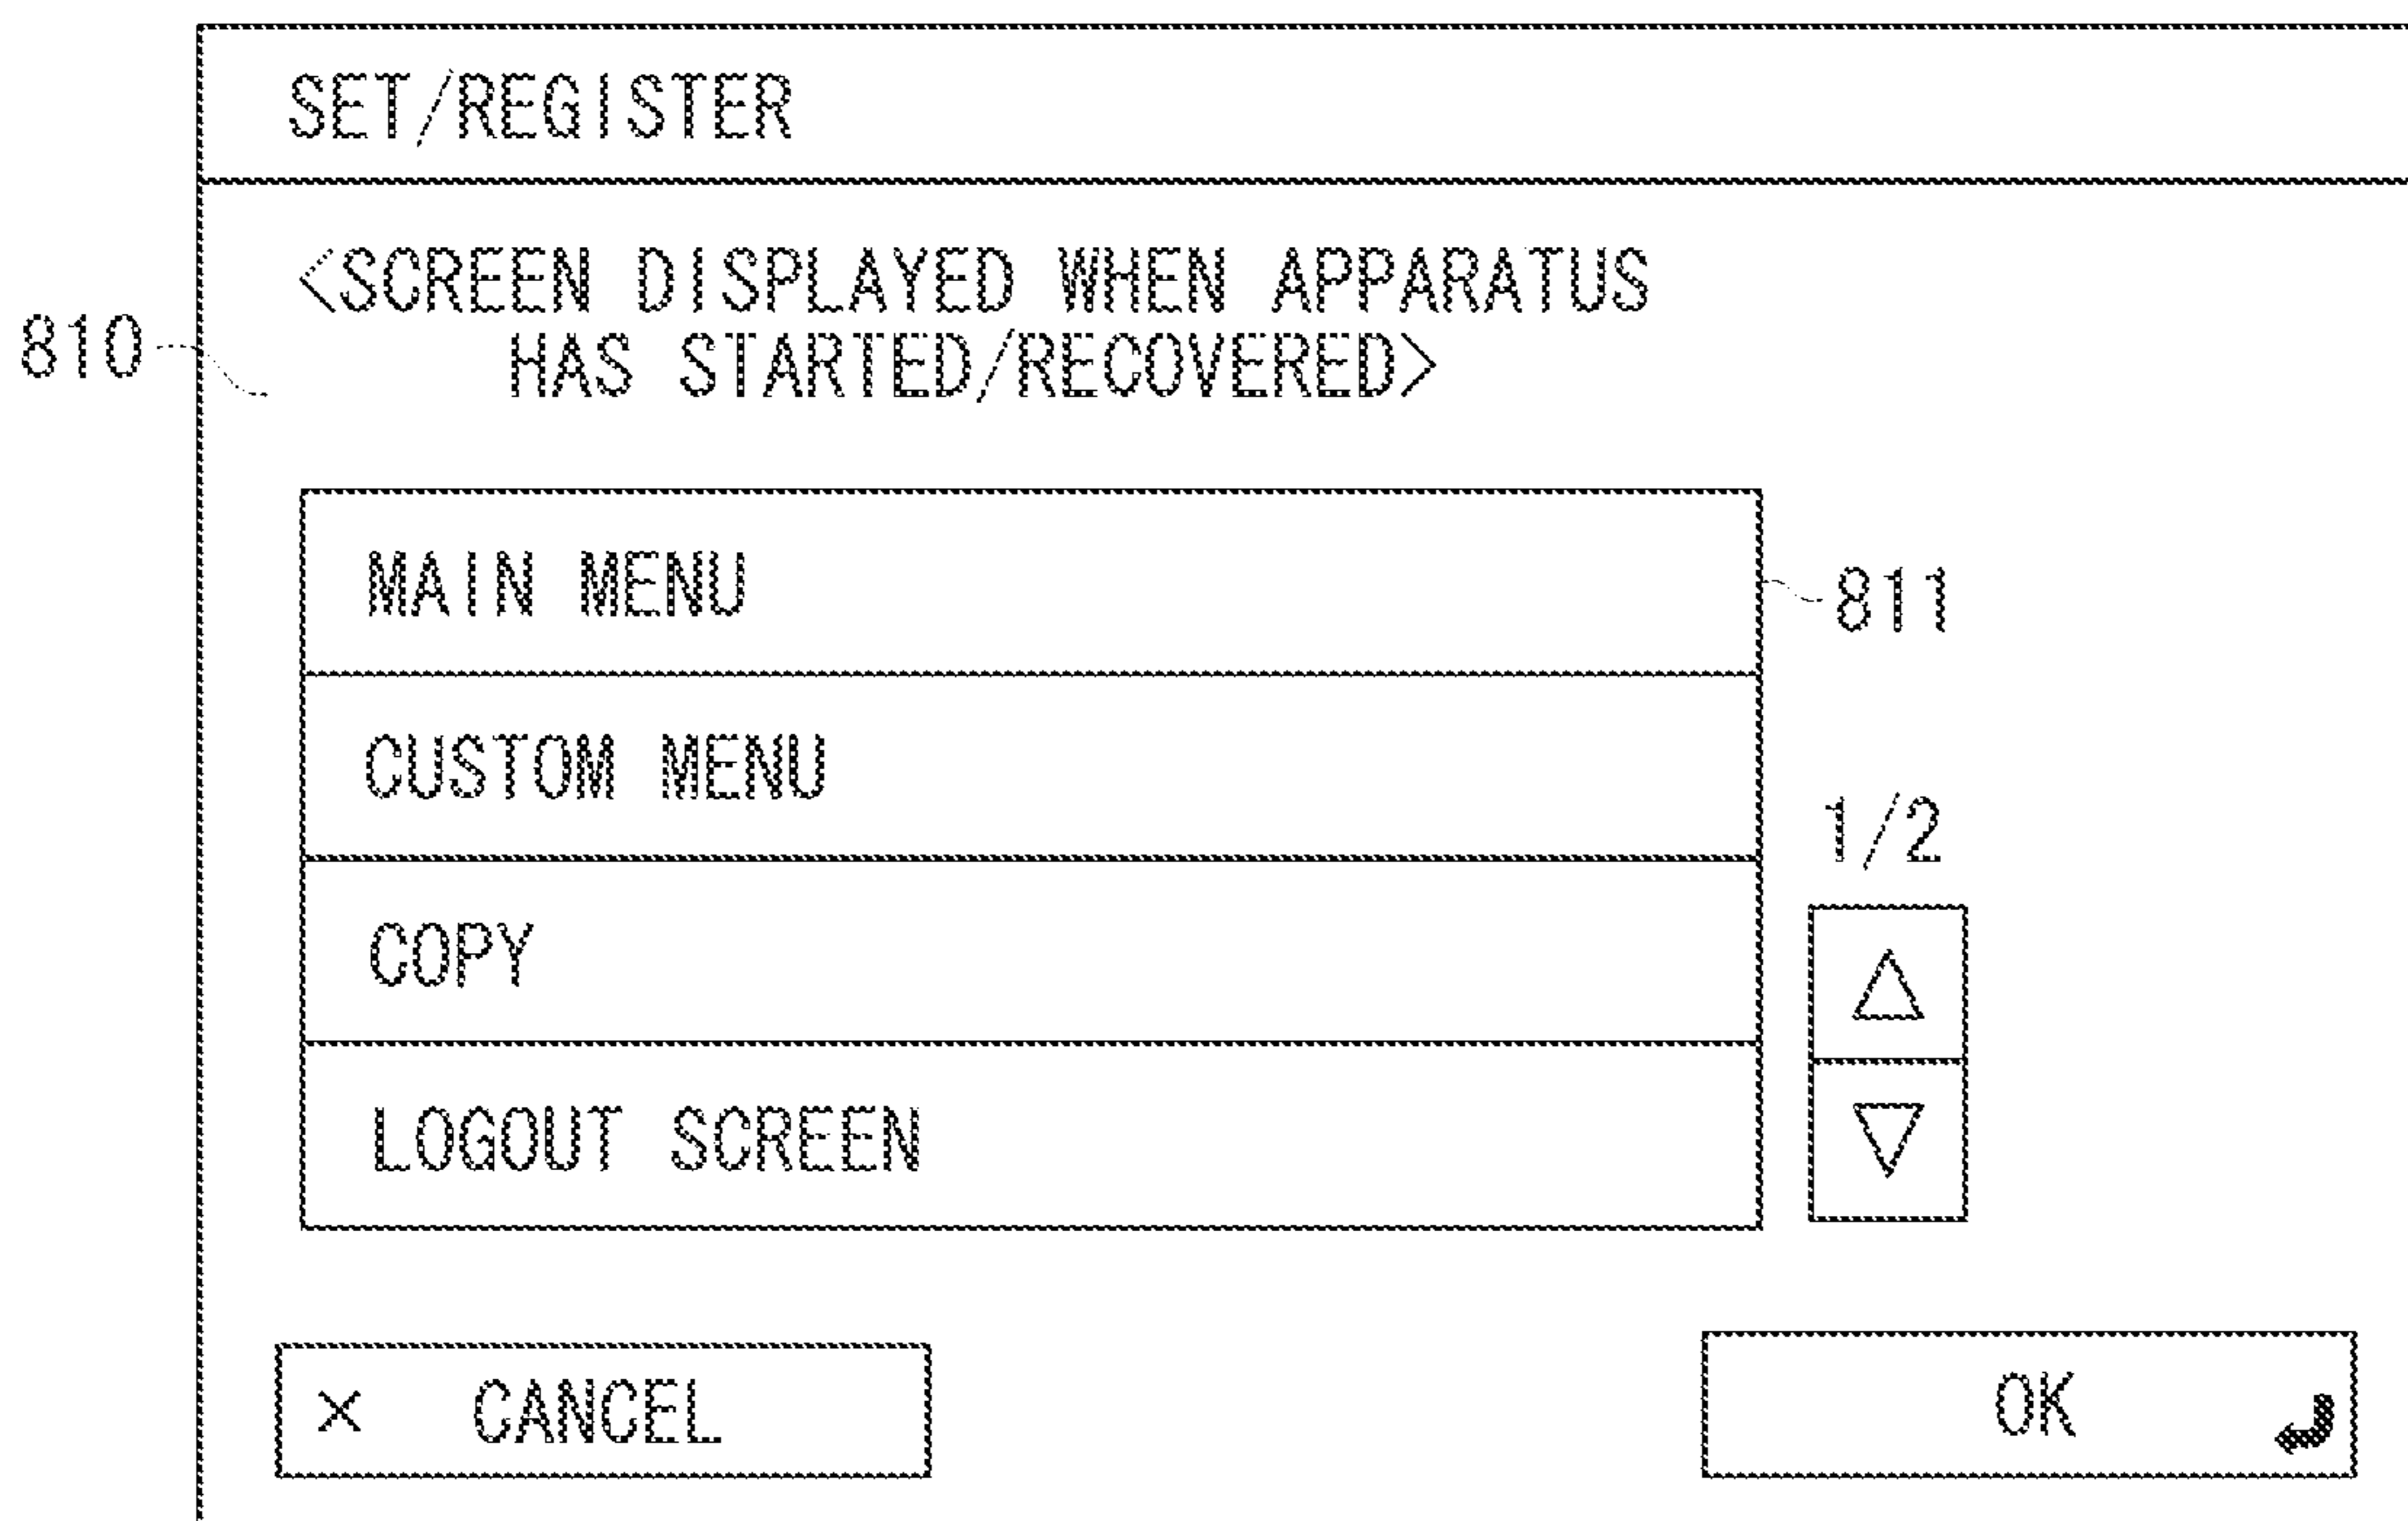 SET/REGISTER
<SCREEN DISPLAYED WHEN APPARATUS
HAS STARTED/RECOVERED>
810
MAIN MENU
811
CUSTOM MENU
1/2
COPY
LOGOUT SCREEN
× CANCEL
OK